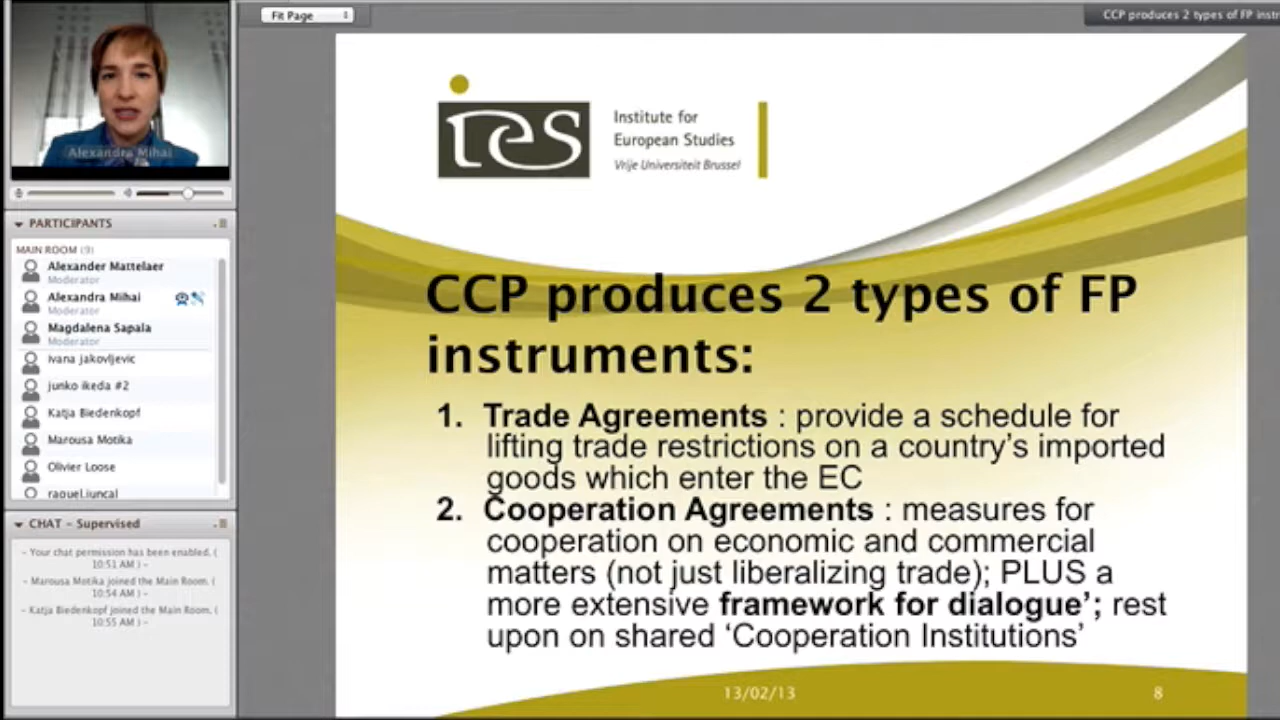 Fit Page
CCP produces 2 types of FP instr
Alexandra Mihai
PARTICIPANTS
MAIN ROOM (9)
Alexander Mattelaer
Moderator
Alexandra Mihai
Moderator
Magdalena Sapala
Moderator
ivana jakovljevic
junko ikeda #2
Katja Biedenkopf
Marousa Motika
Olivier Loose
raquel.juncal
CHAT - Supervised
- Your chat permission has been enabled. (
10:51 AM ) -
- Marousa Motika joined the Main Room. (
10:54 AM ) -
- Katja Biedenkopf joined the Main Room. (
10:55 AM ) -
ies
Institute for
European Studies
Vrije Universiteit Brussel
CCP produces 2 types of FP
instruments:
1. Trade Agreements : provide a schedule for
lifting trade restrictions on a country’s imported
goods which enter the EC
2. Cooperation Agreements : measures for
cooperation on economic and commercial
matters (not just liberalizing trade); PLUS a
more extensive framework for dialogue’; rest
upon on shared ‘Cooperation Institutions’
13/02/13
8